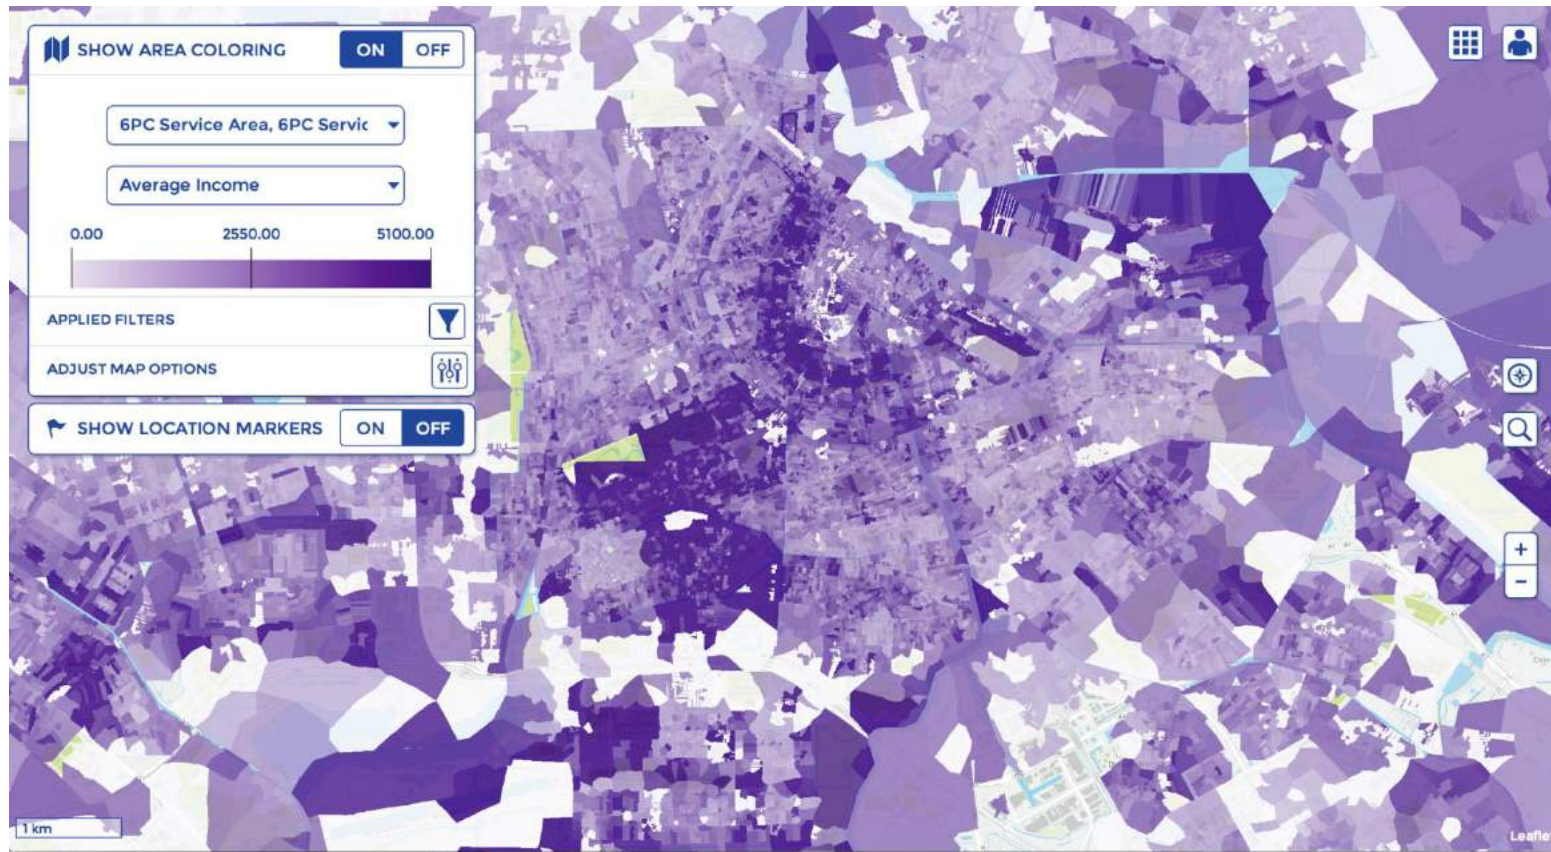 SHOW AREA COLORING ON OFF
6PC Service Area, 6PC Servic
Average Income
0.00 2550.00 5100.00
APPLIED FILTERS
ADJUST MAP OPTIONS
SHOW LOCATION MARKERS ON OFF
+
−
1 km
Leafle